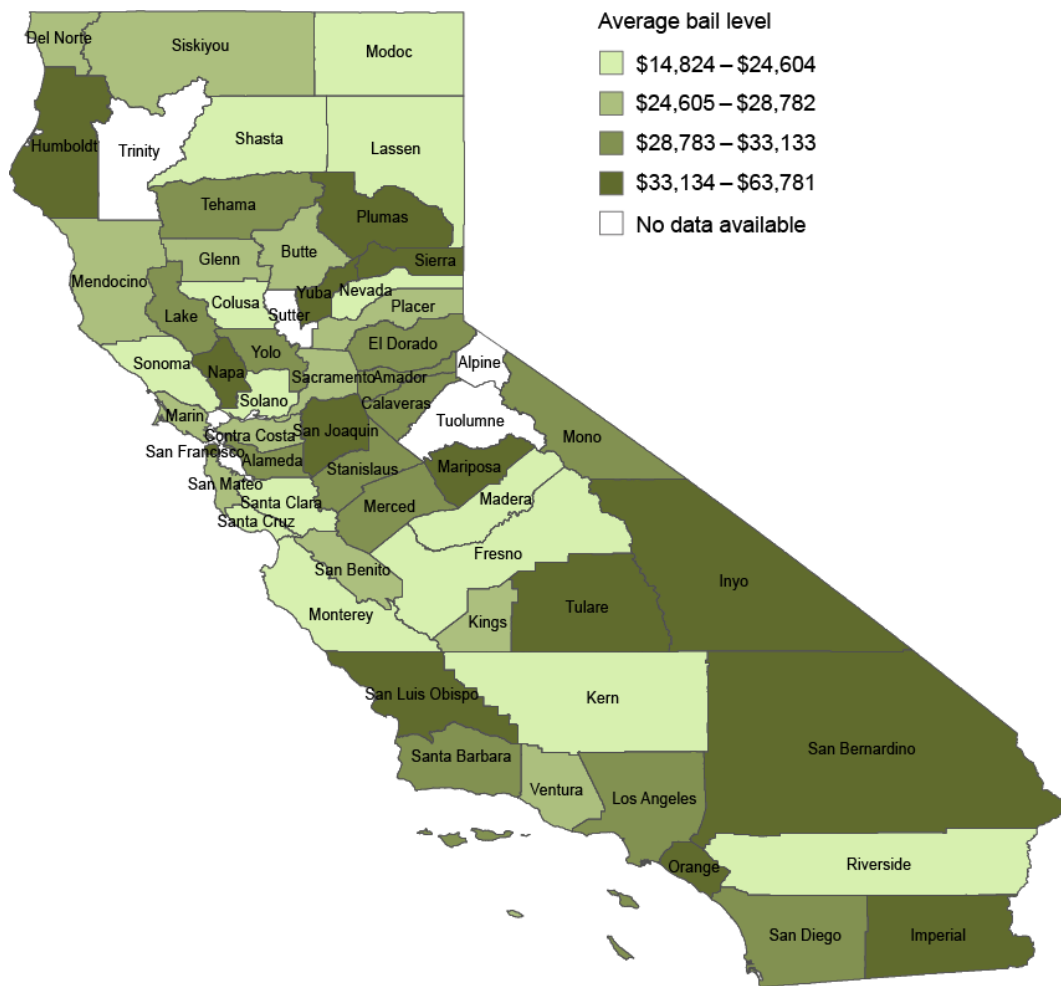 Average bail level
$14,824 – $24,604
$24,605 – $28,782
$28,783 – $33,133
$33,134 – $63,781
No data available
Del Norte
Siskiyou
Modoc
Humboldt
Trinity
Shasta
Lassen
Tehama
Plumas
Mendocino
Glenn
Butte
Sierra
Lake
Colusa
Sutter
Yuba
Nevada
Placer
Sonoma
Napa
Yolo
El Dorado
Alpine
Sacramento
Amador
Solano
Calaveras
Marin
Tuolumne
Contra Costa
San Joaquin
Mono
San Francisco
Alameda
Stanislaus
Mariposa
San Mateo
Santa Clara
Merced
Madera
Santa Cruz
Fresno
San Benito
Inyo
Monterey
Kings
Tulare
San Luis Obispo
Kern
San Bernardino
Santa Barbara
Ventura
Los Angeles
Orange
Riverside
San Diego
Imperial